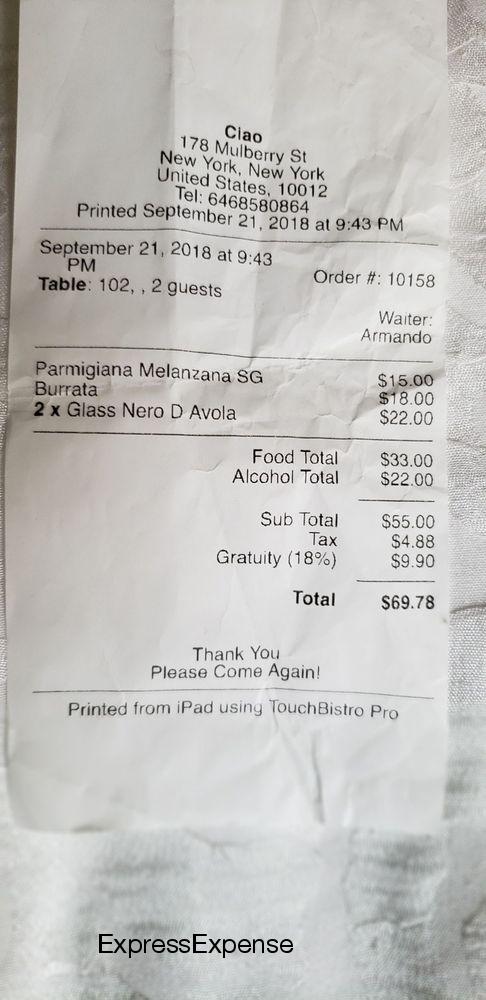 Ciao
178 Mulberry St
New York, New York
United States, 10012
Tel: 6468580864
Printed September 21, 2018 at 9:43 PM
September 21, 2018 at 9:43
PM
Order #: 10158
Table: 102, , 2 guests
Waiter:
Armando
Parmigiana Melanzana SG $15.00
Burrata $18.00
2 x Glass Nero D Avola $22.00
Food Total $33.00
Alcohol Total $22.00
Sub Total $55.00
Tax $4.88
Gratuity (18%) $9.90
Total $69.78
Thank You
Please Come Again!
Printed from iPad using TouchBistro Pro
ExpressExpense